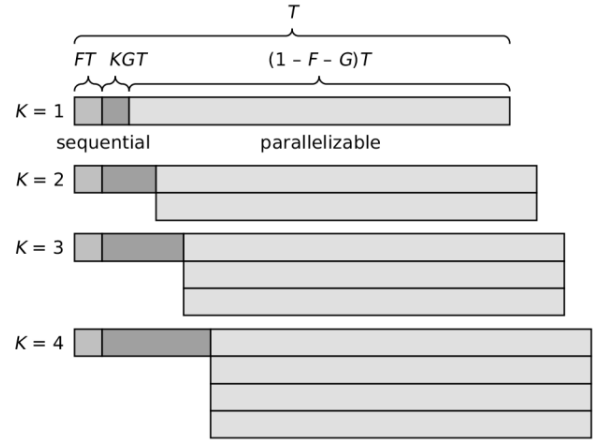 T
FT KGT (1 – F – G)T
K = 1
sequential parallelizable
K = 2
K = 3
K = 4